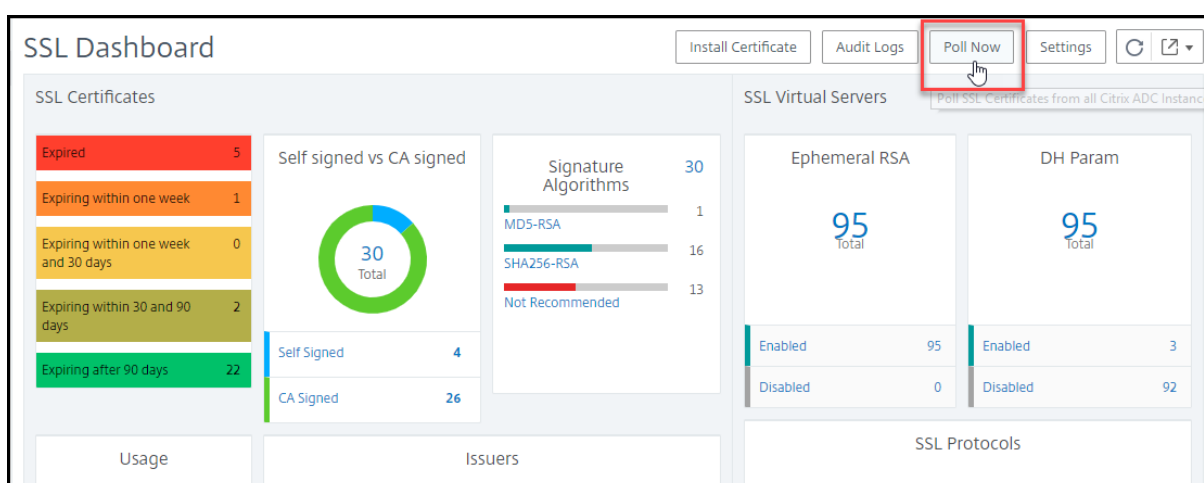 SSL Dashboard
Install Certificate
Audit Logs
Poll Now
Settings
SSL Certificates
SSL Virtual Servers
Poll SSL Certificates from all Citrix ADC Instanc
Expired 5
Expiring within one week 1
Expiring within one week 0
and 30 days
Expiring within 30 and 90 2
days
Expiring after 90 days 22
Self signed vs CA signed
30
Total
Self Signed 4
CA Signed 26
Signature 30
Algorithms
1
MD5-RSA
16
SHA256-RSA
13
Not Recommended
Ephemeral RSA
95
Total
Enabled 95
Disabled 0
DH Param
95
Total
Enabled 3
Disabled 92
Usage
Issuers
SSL Protocols